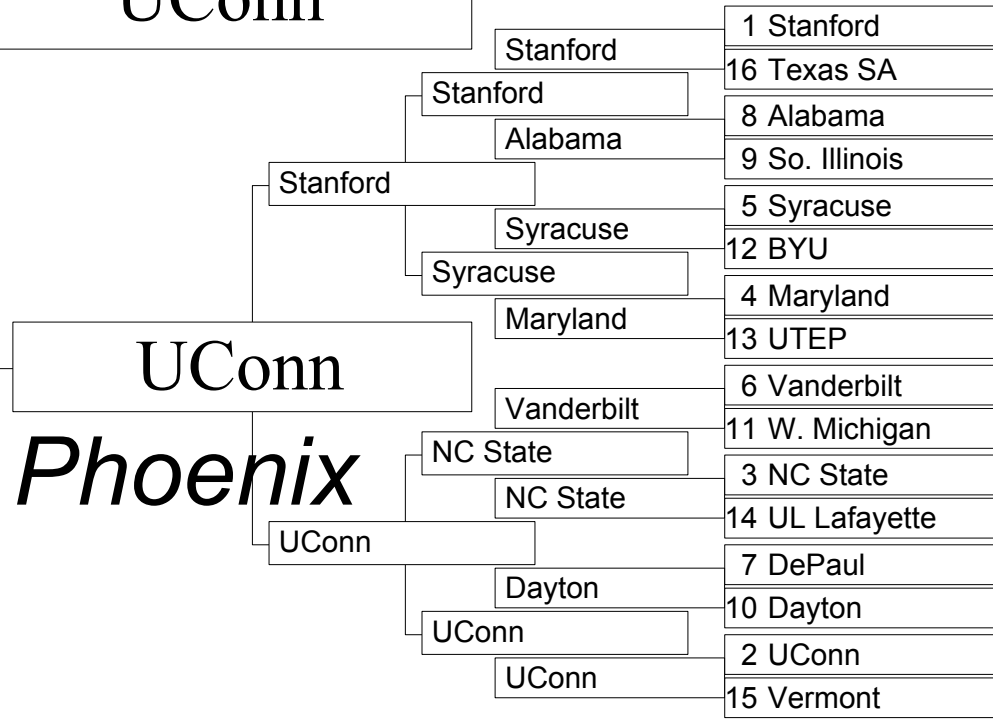 UConn
1 Stanford
Stanford
16 Texas SA
Stanford
8 Alabama
Alabama
9 So. Illinois
Stanford
5 Syracuse
Syracuse
12 BYU
Syracuse
4 Maryland
Maryland
13 UTEP
UConn
6 Vanderbilt
Vanderbilt
11 W. Michigan
NC State
Phoenix
3 NC State
NC State
14 UL Lafayette
UConn
7 DePaul
Dayton
10 Dayton
UConn
2 UConn
UConn
15 Vermont